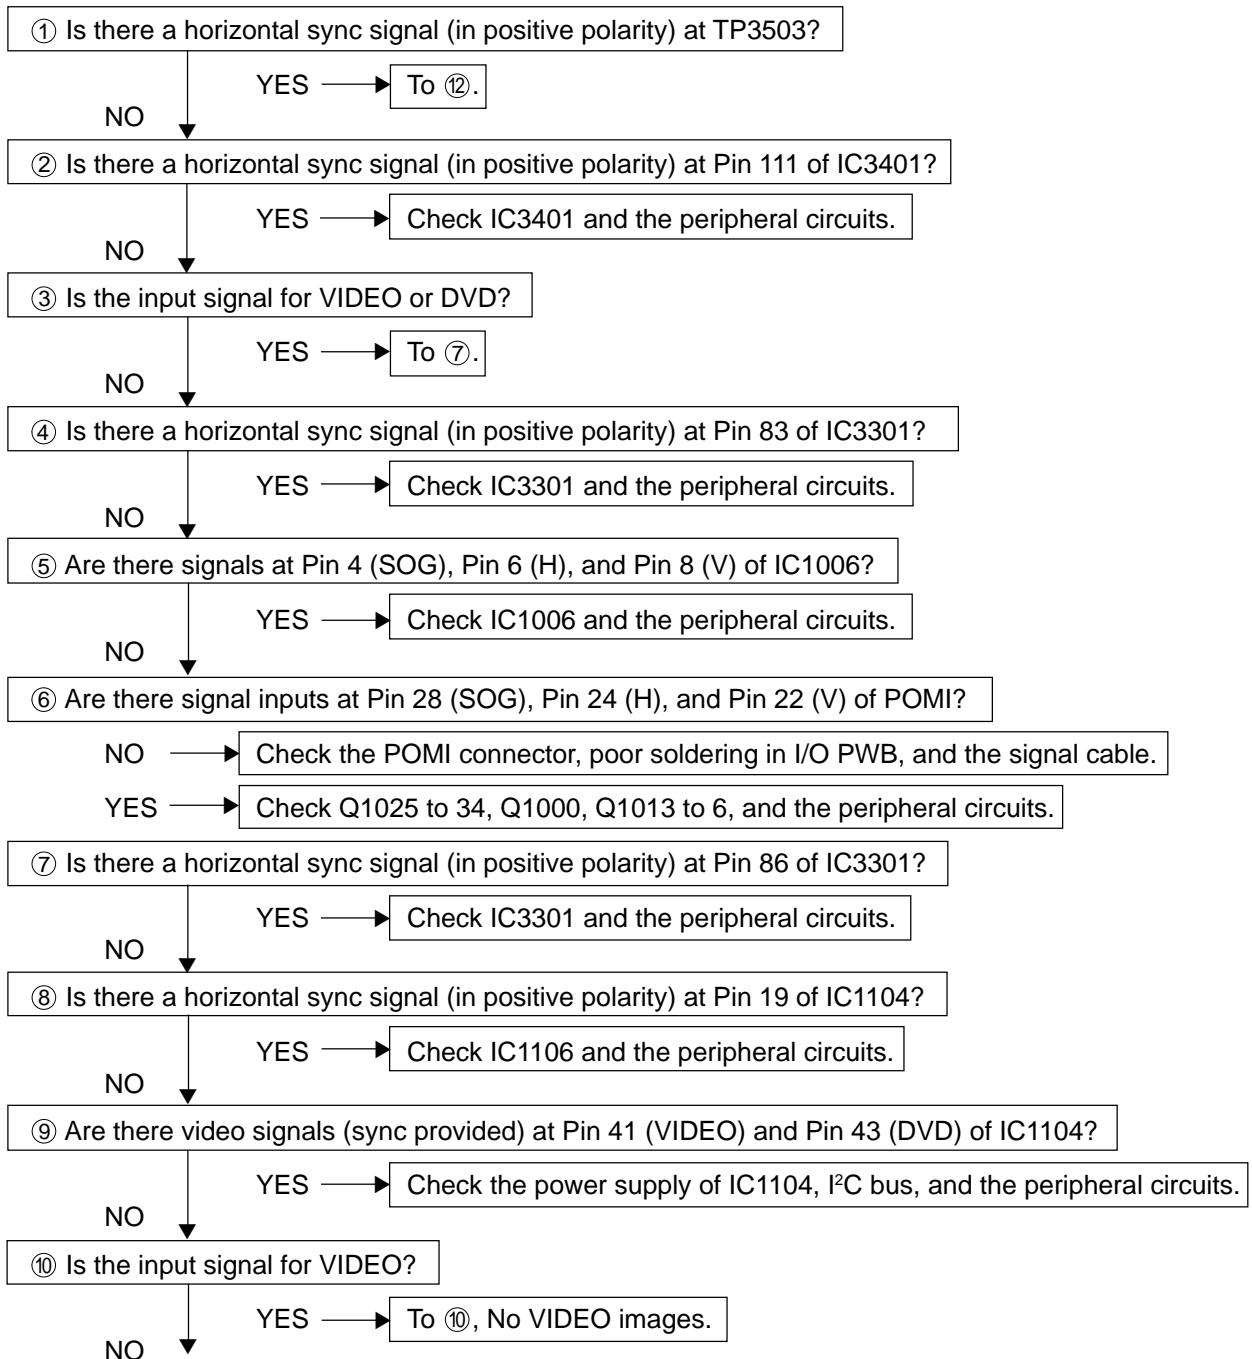 ① Is there a horizontal sync signal (in positive polarity) at TP3503?
YES
To ⑫.
NO
② Is there a horizontal sync signal (in positive polarity) at Pin 111 of IC3401?
YES
Check IC3401 and the peripheral circuits.
NO
③ Is the input signal for VIDEO or DVD?
YES
To ⑦.
NO
④ Is there a horizontal sync signal (in positive polarity) at Pin 83 of IC3301?
YES
Check IC3301 and the peripheral circuits.
NO
⑤ Are there signals at Pin 4 (SOG), Pin 6 (H), and Pin 8 (V) of IC1006?
YES
Check IC1006 and the peripheral circuits.
NO
⑥ Are there signal inputs at Pin 28 (SOG), Pin 24 (H), and Pin 22 (V) of POMI?
NO
Check the POMI connector, poor soldering in I/O PWB, and the signal cable.
YES
Check Q1025 to 34, Q1000, Q1013 to 6, and the peripheral circuits.
⑦ Is there a horizontal sync signal (in positive polarity) at Pin 86 of IC3301?
YES
Check IC3301 and the peripheral circuits.
NO
⑧ Is there a horizontal sync signal (in positive polarity) at Pin 19 of IC1104?
YES
Check IC1106 and the peripheral circuits.
NO
⑨ Are there video signals (sync provided) at Pin 41 (VIDEO) and Pin 43 (DVD) of IC1104?
YES
Check the power supply of IC1104, I²C bus, and the peripheral circuits.
NO
⑩ Is the input signal for VIDEO?
YES
To ⑩, No VIDEO images.
NO